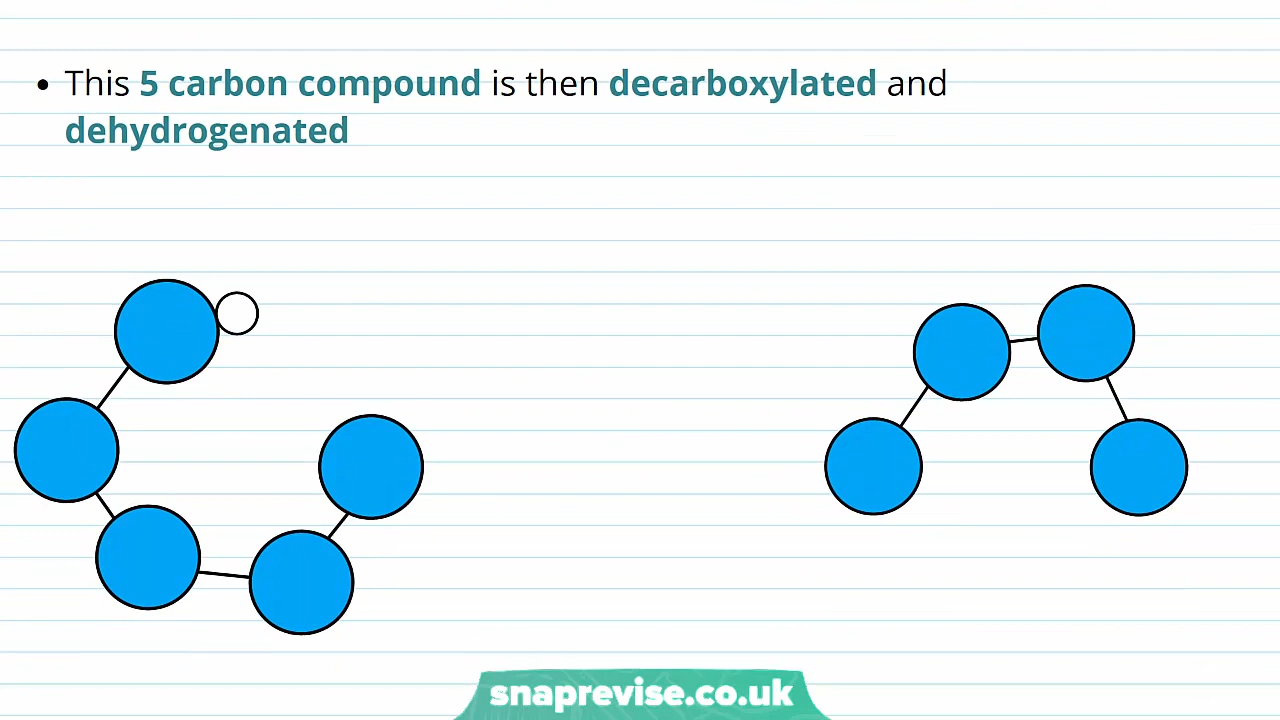 • This 5 carbon compound is then decarboxylated and
dehydrogenated
snaprevise.co.uk